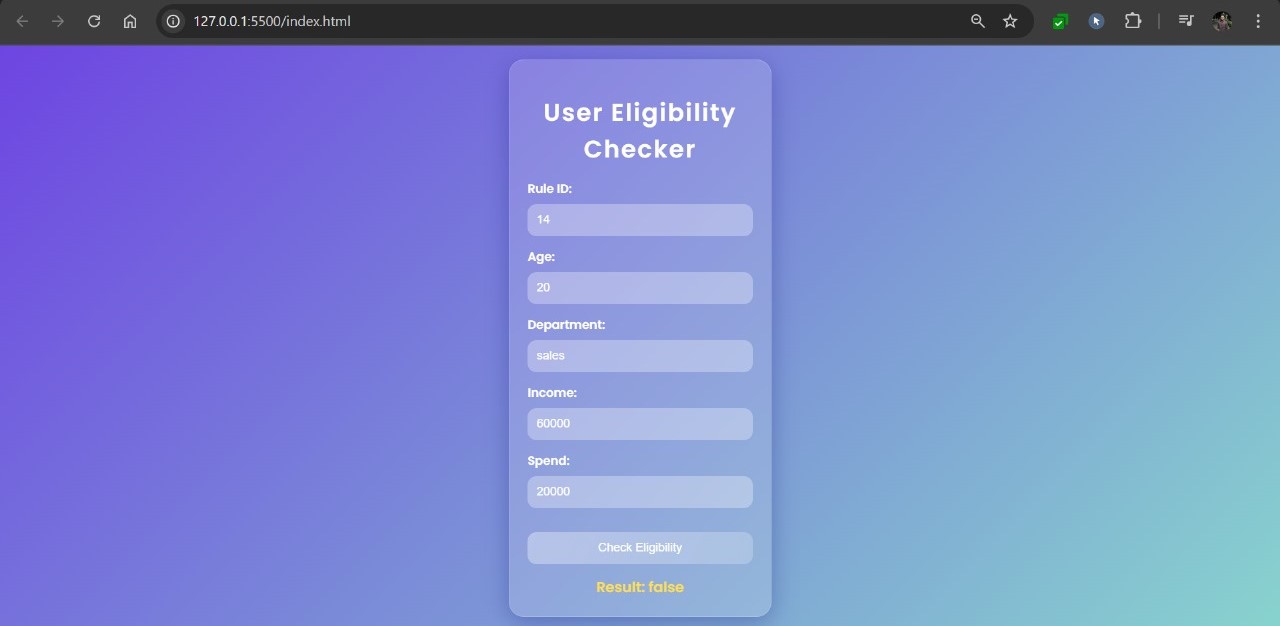 127.0.0.1:5500/index.html
User Eligibility
Checker
Rule ID:
14
Age:
20
Department:
sales
Income:
60000
Spend:
20000
Check Eligibility
Result: false